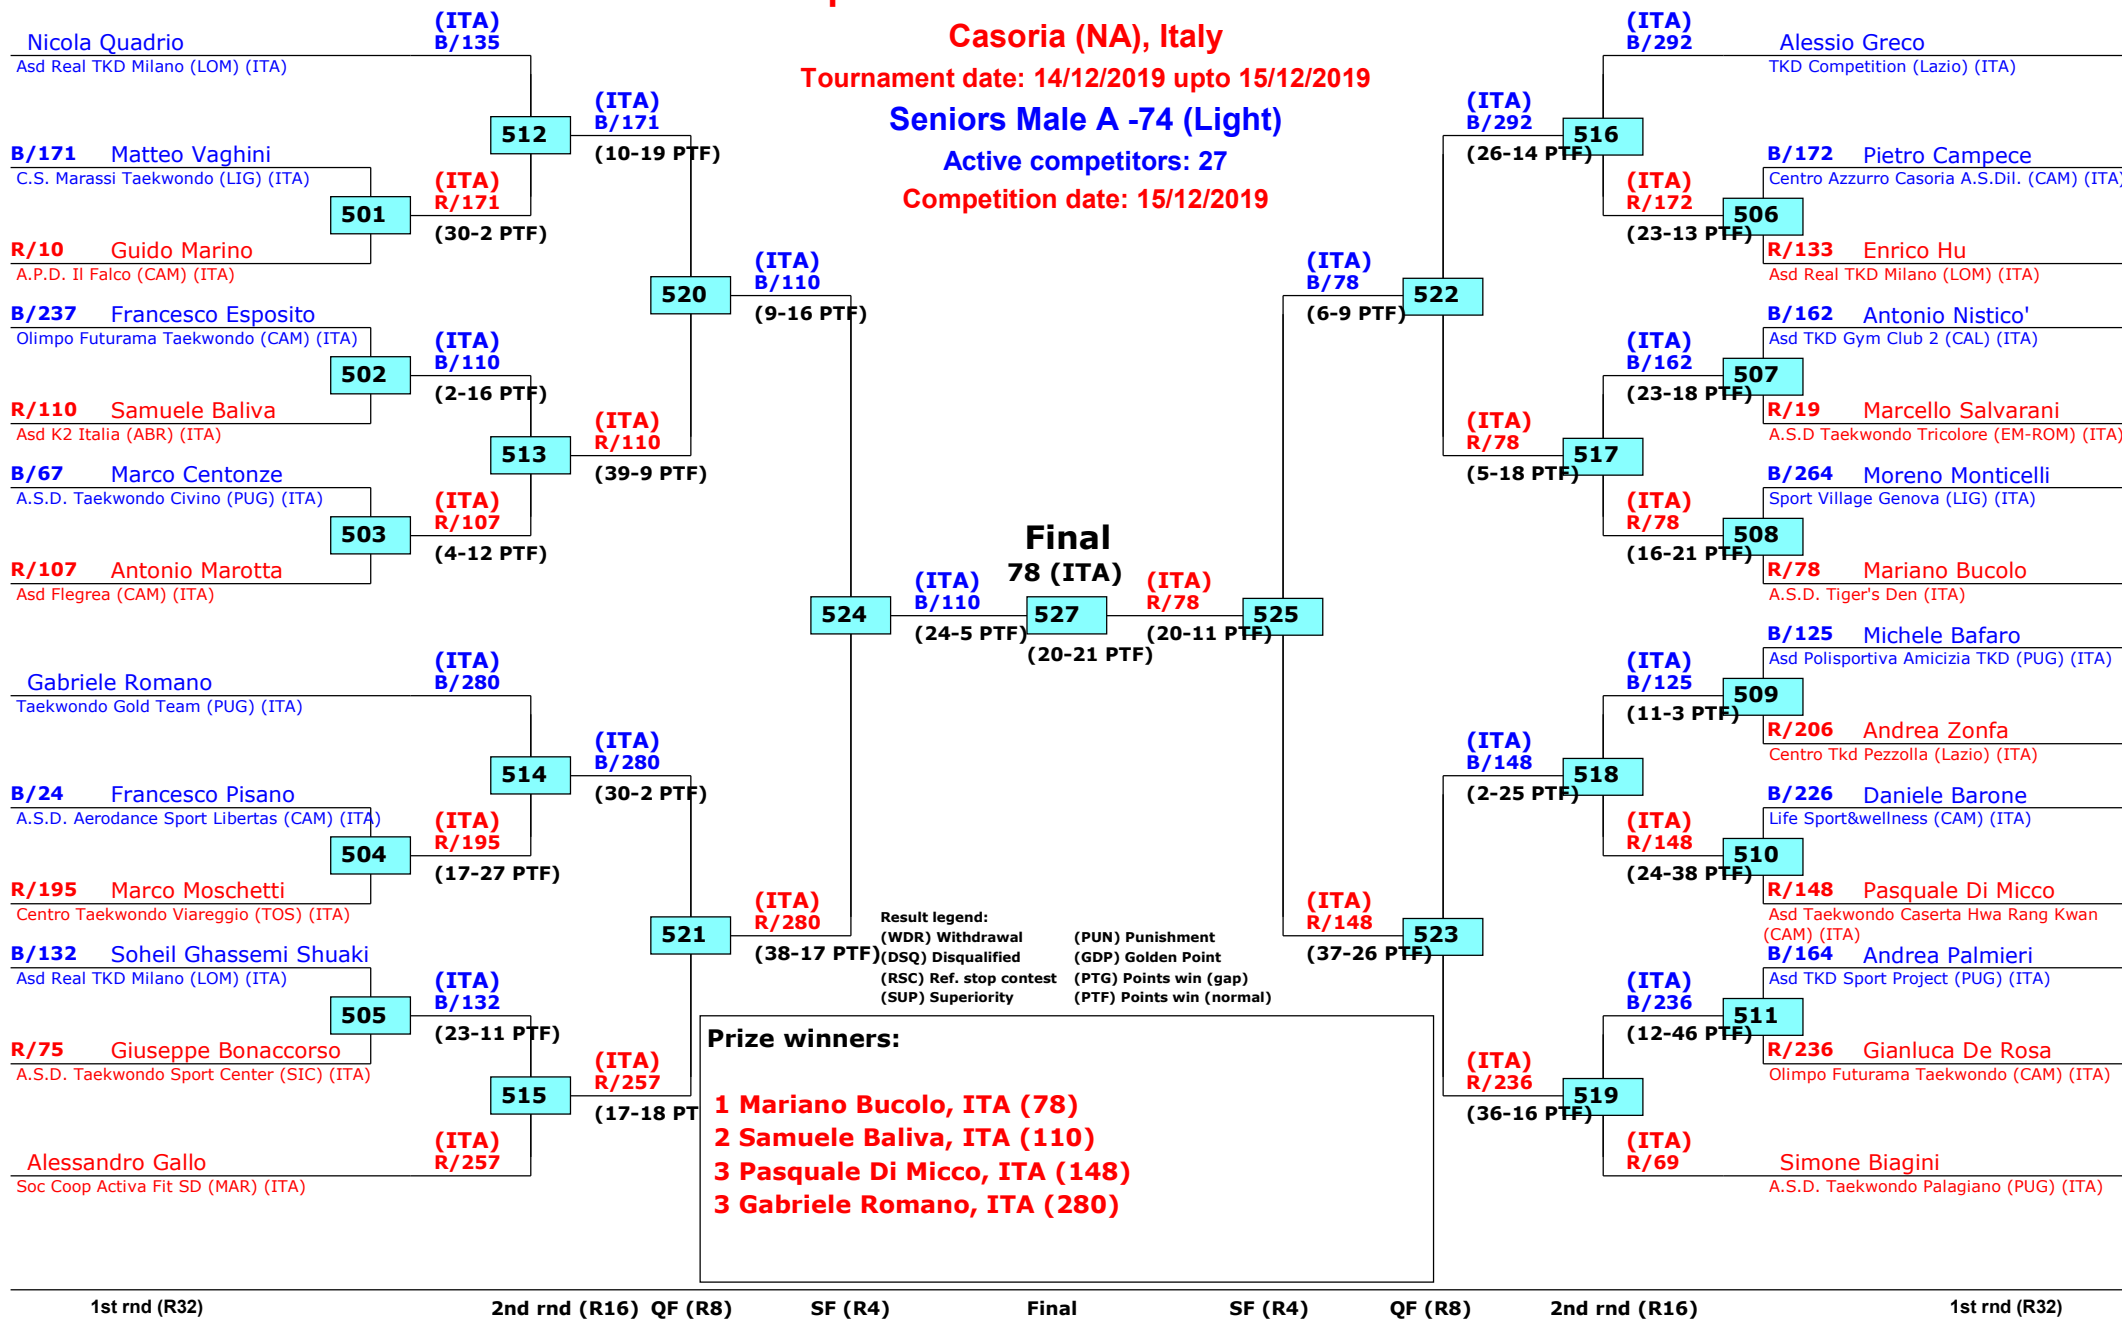 Casoria (NA), Italy
Tournament date: 14/12/2019 upto 15/12/2019
Seniors Male A -74 (Light)
Active competitors: 27
Competition date: 15/12/2019
Nicola Quadrio
Asd Real TKD Milano (LOM) (ITA)
(ITA)
B/135
512
(ITA)
B/171
(10-19 PTF)
B/171 Matteo Vaghini
C.S. Marassi Taekwondo (LIG) (ITA)
501
(ITA)
R/171
(30-2 PTF)
R/10 Guido Marino
A.P.D. Il Falco (CAM) (ITA)
520
(ITA)
B/110
(9-16 PTF)
B/237 Francesco Esposito
Olimpo Futurama Taekwondo (CAM) (ITA)
502
(ITA)
B/110
(2-16 PTF)
R/110 Samuele Baliva
Asd K2 Italia (ABR) (ITA)
513
(ITA)
R/110
(39-9 PTF)
B/67 Marco Centonze
A.S.D. Taekwondo Civino (PUG) (ITA)
503
(ITA)
R/107
(4-12 PTF)
R/107 Antonio Marotta
Asd Flegrea (CAM) (ITA)
524
(ITA)
B/110
(24-5 PTF)
Final
78 (ITA)
527
(20-21 PTF)
(ITA)
R/78
(20-11 PTF)
525
Gabriele Romano
Taekwondo Gold Team (PUG) (ITA)
(ITA)
B/280
514
(ITA)
B/280
(30-2 PTF)
B/24 Francesco Pisano
A.S.D. Aerodance Sport Libertas (CAM) (ITA)
504
(ITA)
R/195
(17-27 PTF)
R/195 Marco Moschetti
Centro Taekwondo Viareggio (TOS) (ITA)
521
(ITA)
R/280
(38-17 PTF)
B/132 Soheil Ghassemi Shuaki
Asd Real TKD Milano (LOM) (ITA)
505
(ITA)
B/132
(23-11 PTF)
R/75 Giuseppe Bonaccorso
A.S.D. Taekwondo Sport Center (SIC) (ITA)
515
(ITA)
R/257
(17-18 PT
Alessandro Gallo
Soc Coop Activa Fit SD (MAR) (ITA)
(ITA)
R/257
(ITA)
B/292
Alessio Greco
TKD Competition (Lazio) (ITA)
(ITA)
B/292
(26-14 PTF)
516
B/172 Pietro Campece
Centro Azzurro Casoria A.S.Dil. (CAM) (ITA)
(ITA)
R/172
(23-13 PTF)
506
R/133 Enrico Hu
Asd Real TKD Milano (LOM) (ITA)
(ITA)
B/78
(6-9 PTF)
522
B/162 Antonio Nistico'
Asd TKD Gym Club 2 (CAL) (ITA)
(ITA)
B/162
(23-18 PTF)
507
R/19 Marcello Salvarani
A.S.D Taekwondo Tricolore (EM-ROM) (ITA)
(ITA)
R/78
(5-18 PTF)
517
B/264 Moreno Monticelli
Sport Village Genova (LIG) (ITA)
(ITA)
R/78
(16-21 PTF)
508
R/78 Mariano Bucolo
A.S.D. Tiger's Den (ITA)
B/125 Michele Bafaro
Asd Polisportiva Amicizia TKD (PUG) (ITA)
(ITA)
B/125
(11-3 PTF)
509
R/206 Andrea Zonfa
Centro Tkd Pezzolla (Lazio) (ITA)
(ITA)
B/148
(2-25 PTF)
518
B/226 Daniele Barone
Life Sport&wellness (CAM) (ITA)
(ITA)
R/148
(24-38 PTF)
510
R/148 Pasquale Di Micco
Asd Taekwondo Caserta Hwa Rang Kwan
(CAM) (ITA)
(ITA)
R/148
(37-26 PTF)
523
B/164 Andrea Palmieri
Asd TKD Sport Project (PUG) (ITA)
(ITA)
B/236
(12-46 PTF)
511
R/236 Gianluca De Rosa
Olimpo Futurama Taekwondo (CAM) (ITA)
(ITA)
R/236
(36-16 PTF)
519
(ITA)
R/69
Simone Biagini
A.S.D. Taekwondo Palagiano (PUG) (ITA)
Result legend:
(WDR) Withdrawal (PUN) Punishment
(DSQ) Disqualified (GDP) Golden Point
(RSC) Ref. stop contest (PTG) Points win (gap)
(SUP) Superiority (PTF) Points win (normal)
Prize winners:
1 Mariano Bucolo, ITA (78)
2 Samuele Baliva, ITA (110)
3 Pasquale Di Micco, ITA (148)
3 Gabriele Romano, ITA (280)
1st rnd (R32) 2nd rnd (R16) QF (R8) SF (R4) Final SF (R4) QF (R8) 2nd rnd (R16) 1st rnd (R32)